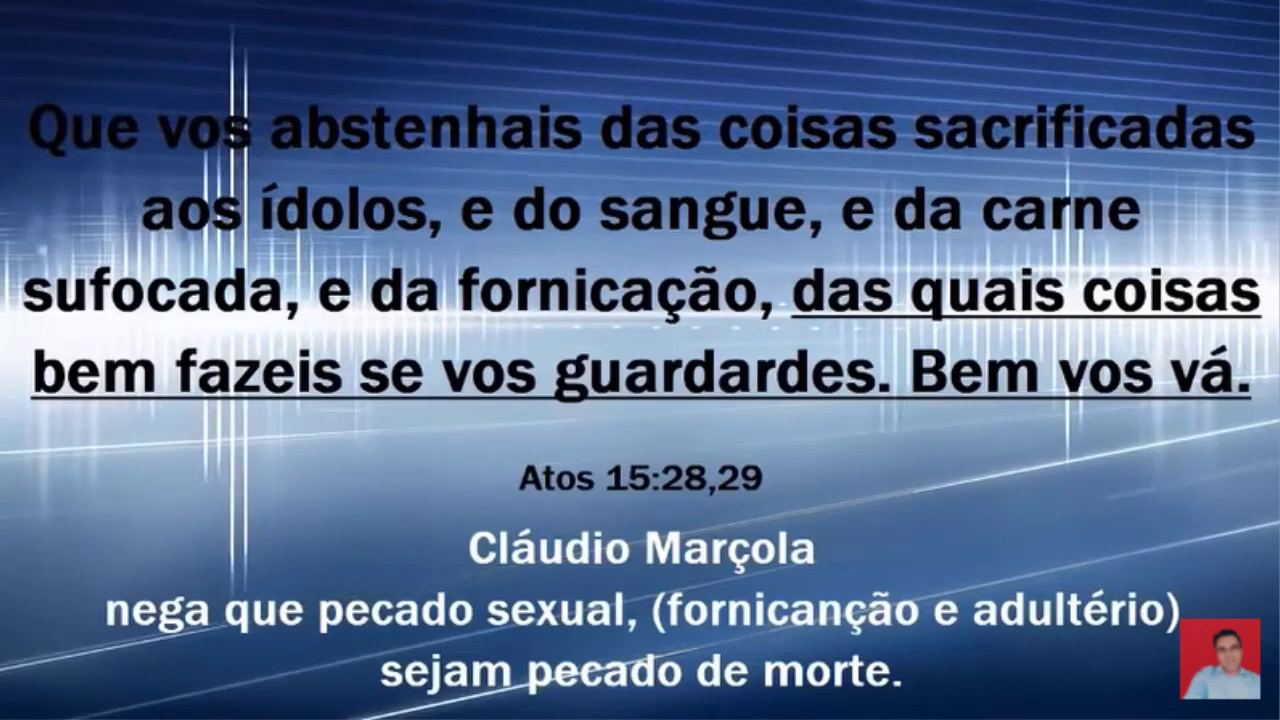 Que vos abstenhais das coisas sacrificadas
aos ídolos, e do sangue, e da carne
sufocada, e da fornicação, das quais coisas
bem fazeis se vos guardardes. Bem vos vá.
Atos 15:28,29
Cláudio Marçola
nega que pecado sexual, (fornicanção e adultério)
sejam pecado de morte.